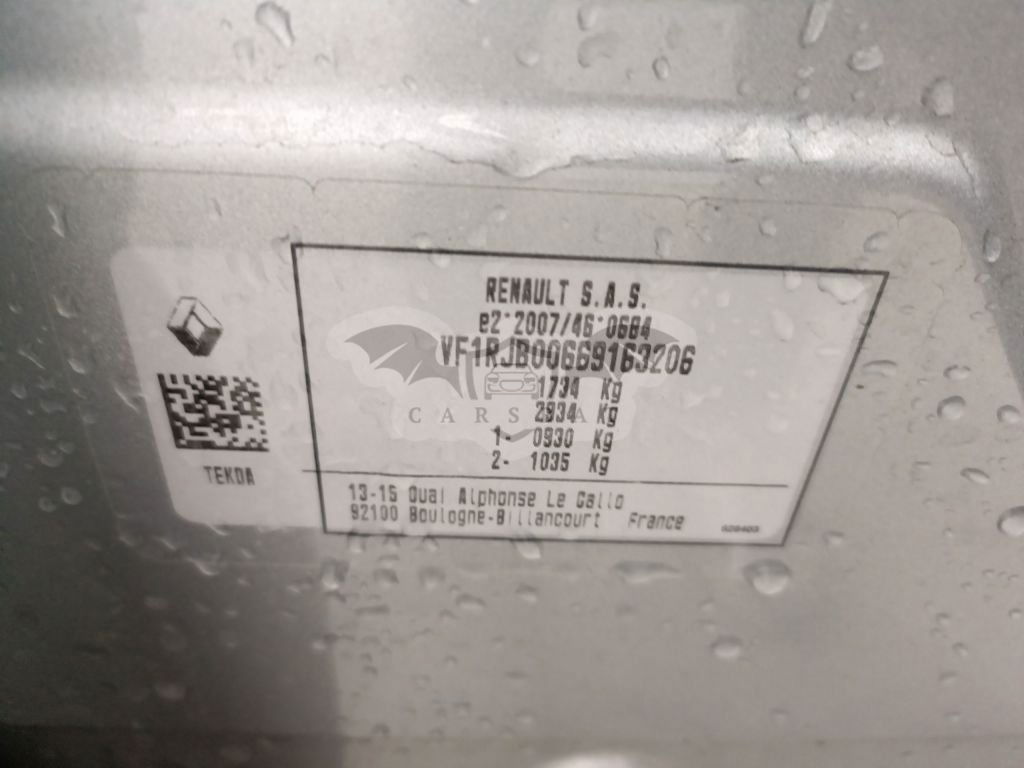 RENAULT S.A.S.
e2*2007/46*0684
VF1RJB00669163206
1734 Kg
2934 Kg
1- 0930 Kg
2- 1035 Kg
TEKDA
13-15 Quai Alphonse Le Gallo
92100 Boulogne-Billancourt France
CARS